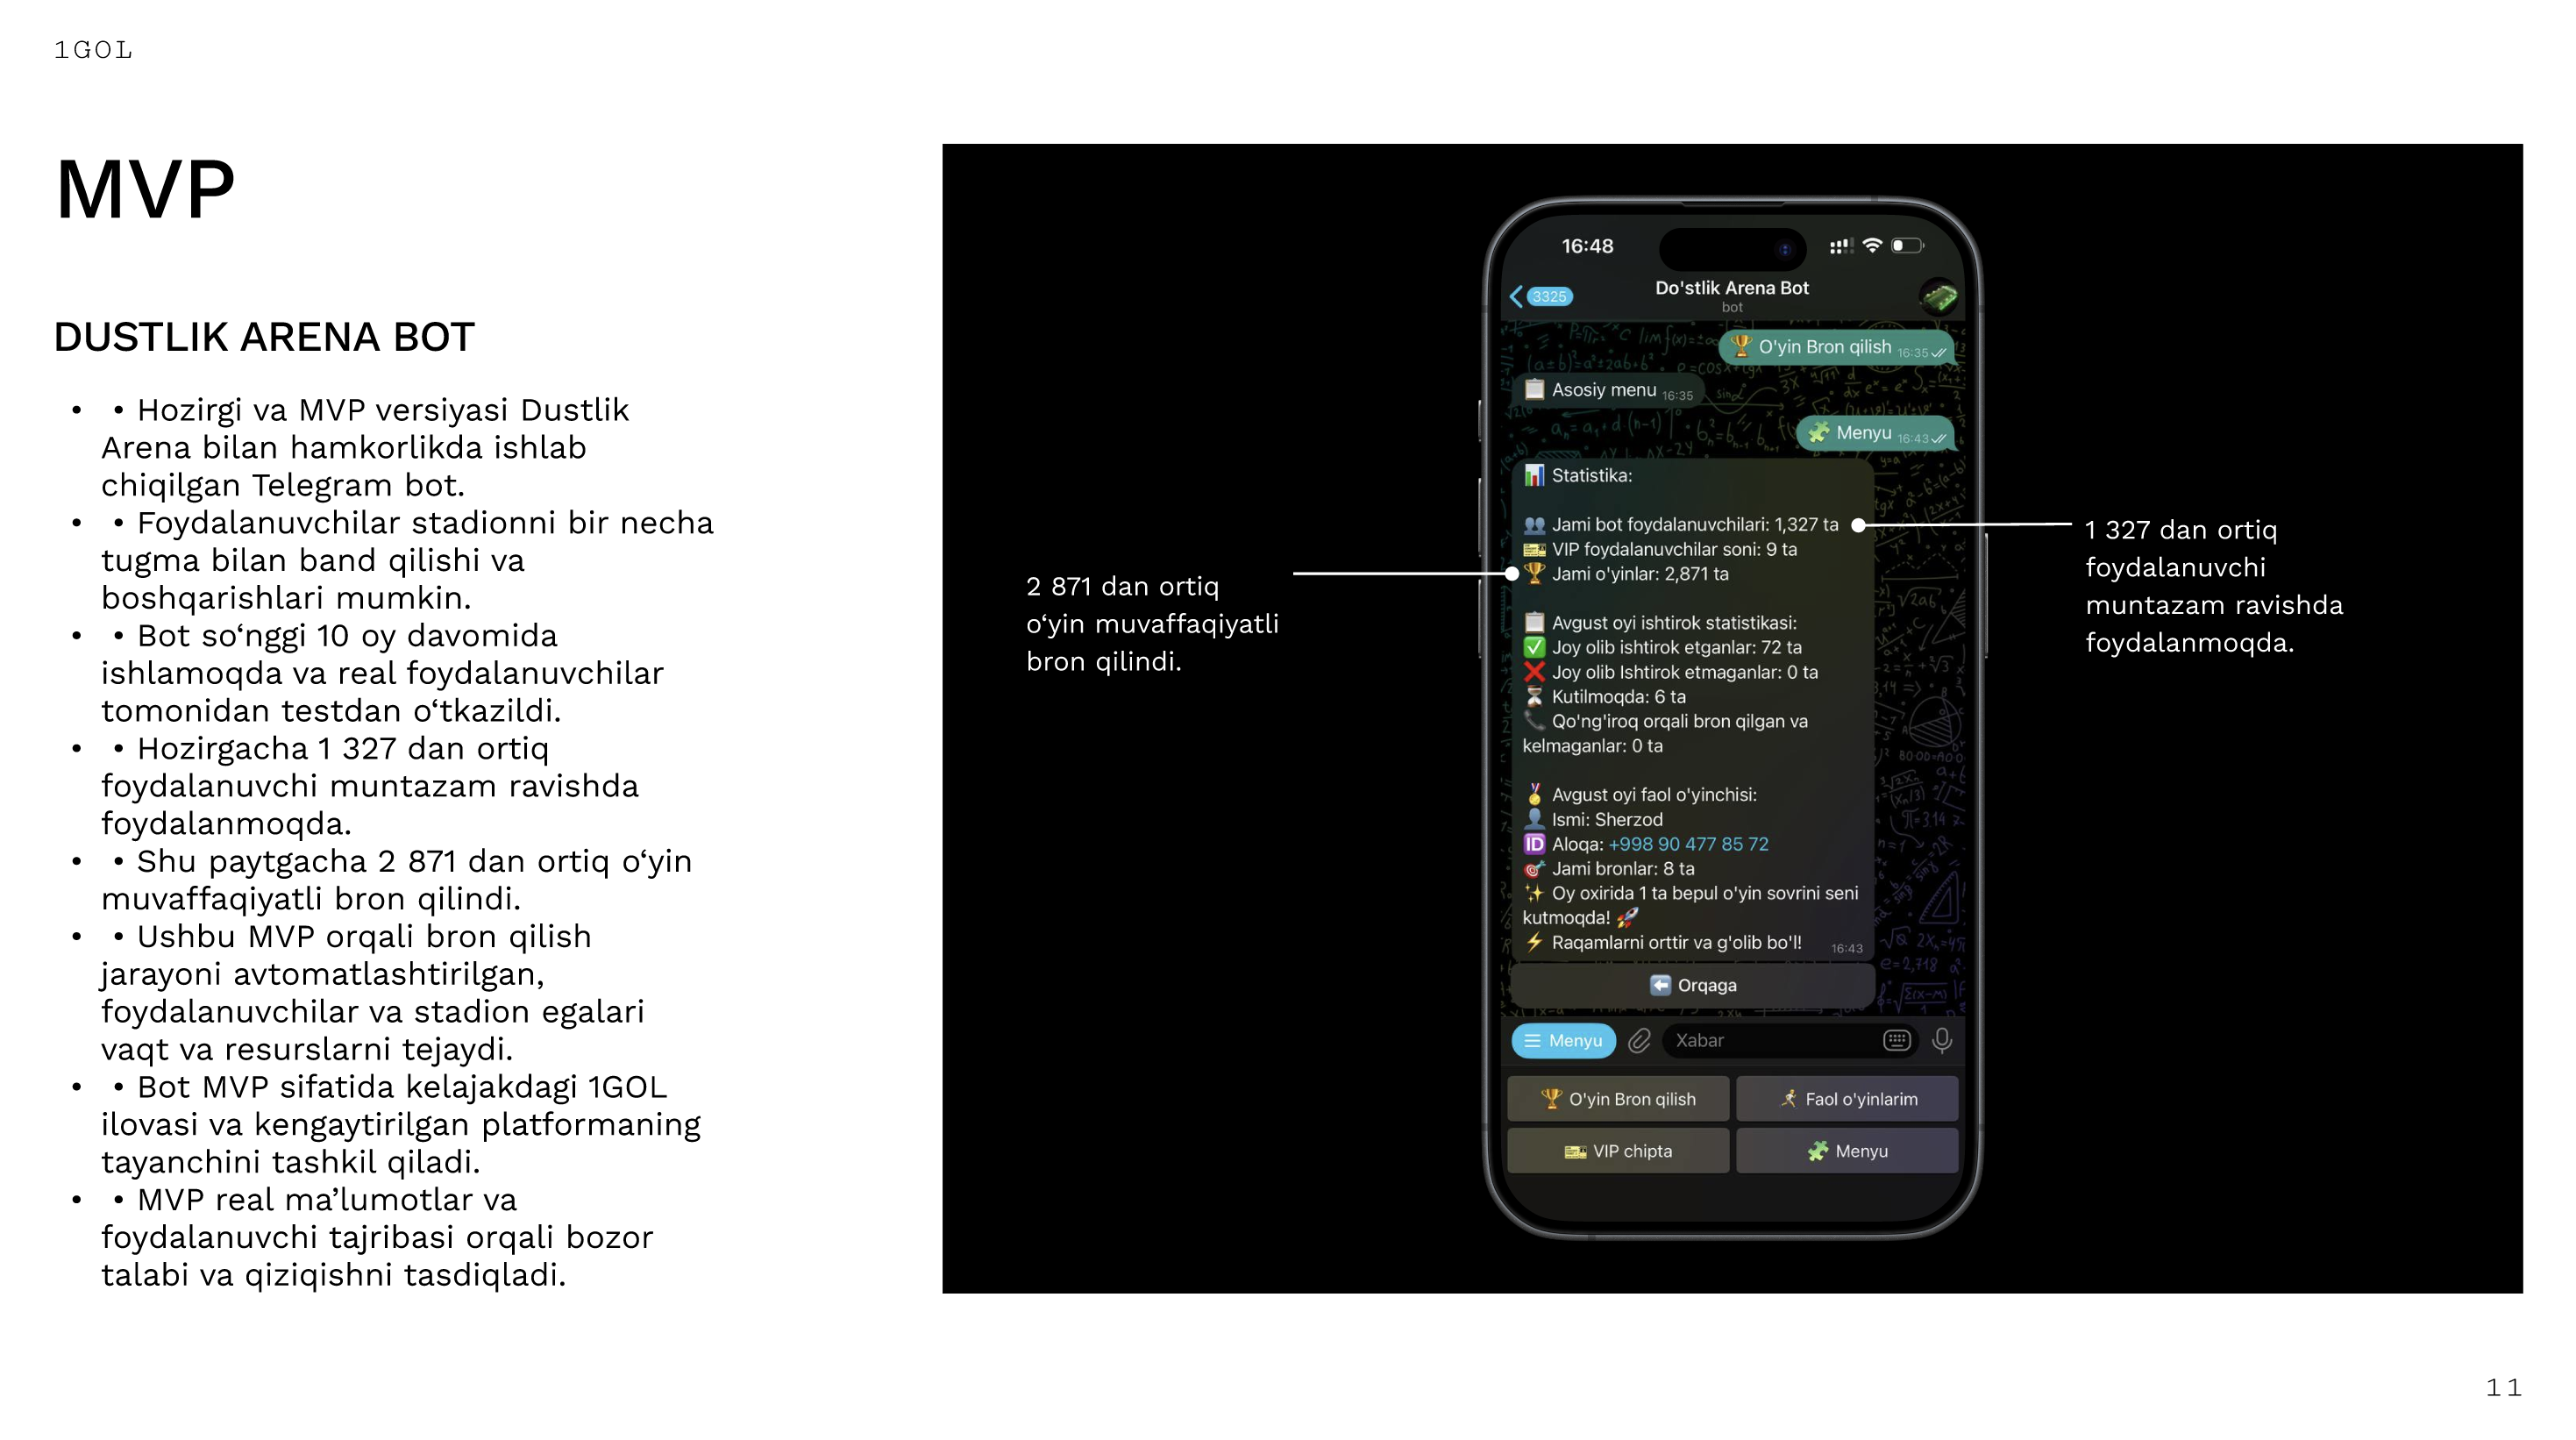 1GOL
MVP
DUSTLIK ARENA BOT
• • Hozirgi va MVP versiyasi Dustlik
Arena bilan hamkorlikda ishlab
chiqilgan Telegram bot.
• • Foydalanuvchilar stadionni bir necha
tugma bilan band qilishi va
boshqarishlari mumkin.
• • Bot so‘nggi 10 oy davomida
ishlamoqda va real foydalanuvchilar
tomonidan testdan o‘tkazildi.
• • Hozirgacha 1 327 dan ortiq
foydalanuvchi muntazam ravishda
foydalanmoqda.
• • Shu paytgacha 2 871 dan ortiq o‘yin
muvaffaqiyatli bron qilindi.
• • Ushbu MVP orqali bron qilish
jarayoni avtomatlashtirilgan,
foydalanuvchilar va stadion egalari
vaqt va resurslarni tejaydi.
• • Bot MVP sifatida kelajakdagi 1GOL
ilovasi va kengaytirilgan platformaning
tayanchini tashkil qiladi.
• • MVP real ma’lumotlar va
foydalanuvchi tajribasi orqali bozor
talabi va qiziqishni tasdiqladi.
2 871 dan ortiq
o‘yin muvaffaqiyatli
bron qilindi.
16:48
3325
Do'stlik Arena Bot
bot
🏆 O'yin Bron qilish 16:35
📋 Asosiy menu 16:35
🧩 Menyu 16:43
📊 Statistika:
👥 Jami bot foydalanuvchilari: 1,327 ta
🎫 VIP foydalanuvchilar soni: 9 ta
🏆 Jami o'yinlar: 2,871 ta
📋 Avgust oyi ishtirok statistikasi:
✅ Joy olib ishtirok etganlar: 72 ta
❌ Joy olib Ishtirok etmaganlar: 0 ta
⏳ Kutilmoqda: 6 ta
📞 Qo'ng'iroq orqali bron qilgan va
kelmaganlar: 0 ta
🏅 Avgust oyi faol o'yinchisi:
👤 Ismi: Sherzod
🆔 Aloqa: +998 90 477 85 72
🎯 Jami bronlar: 8 ta
✨ Oy oxirida 1 ta bepul o'yin sovrini seni
kutmoqda! 🚀
⚡ Raqamlarni orttir va g'olib bo'l! 16:43
⬅️ Orqaga
Menyu
Xabar
🏆 O'yin Bron qilish
🏃 Faol o'yinlarim
🎫 VIP chipta
🧩 Menyu
1 327 dan ortiq
foydalanuvchi
muntazam ravishda
foydalanmoqda.
11